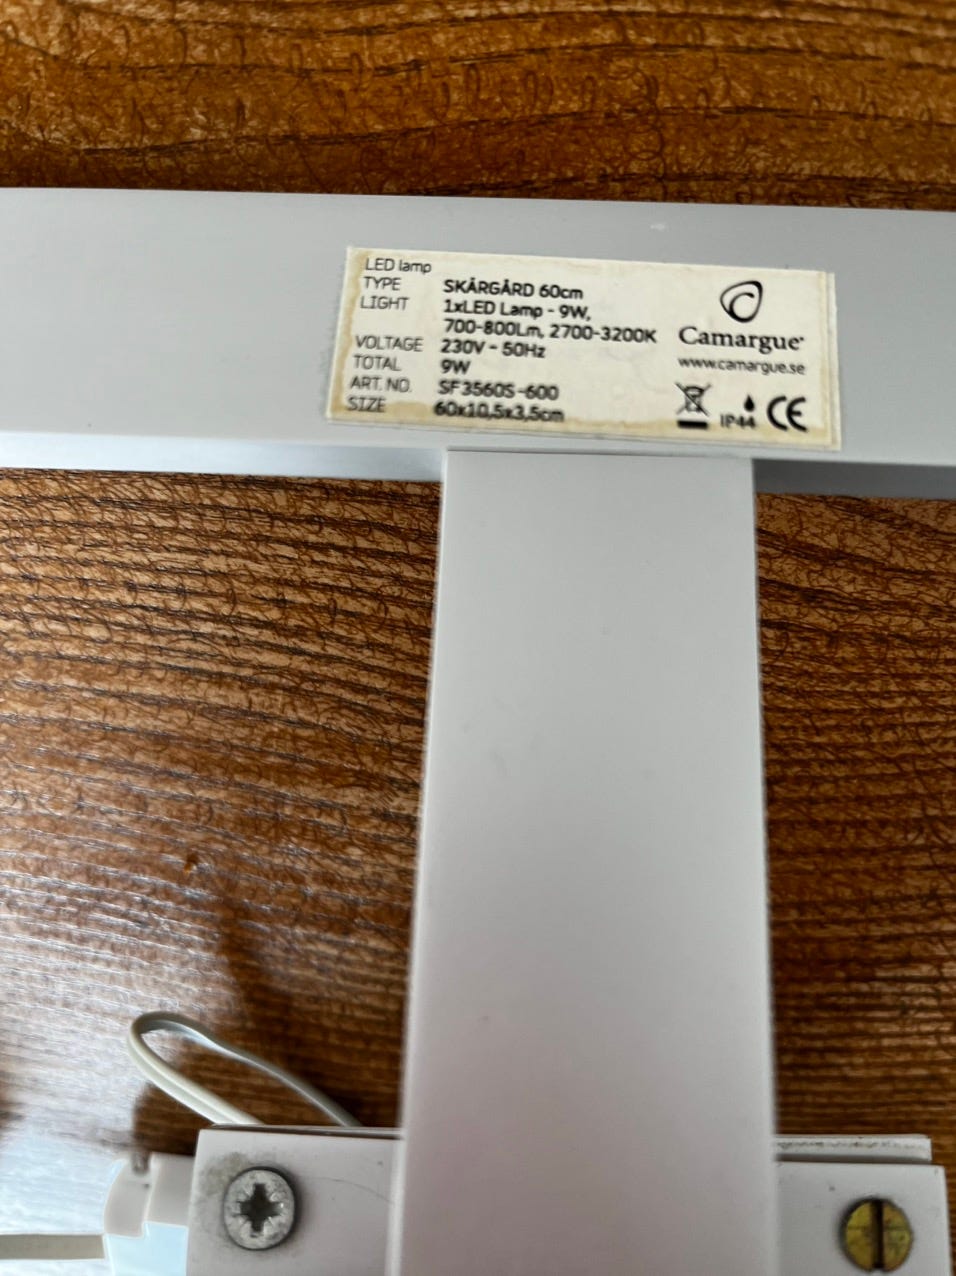 LED lamp
TYPE SKÄRGÅRD 60cm
LIGHT 1xLED Lamp - 9W,
700-800Lm, 2700-3200K
VOLTAGE 230V - 50Hz
TOTAL 9W
ART. NO. SF3560S-600
SIZE 60x10,5x3,5cm
Camargue®
www.camargue.se
IP44 CE